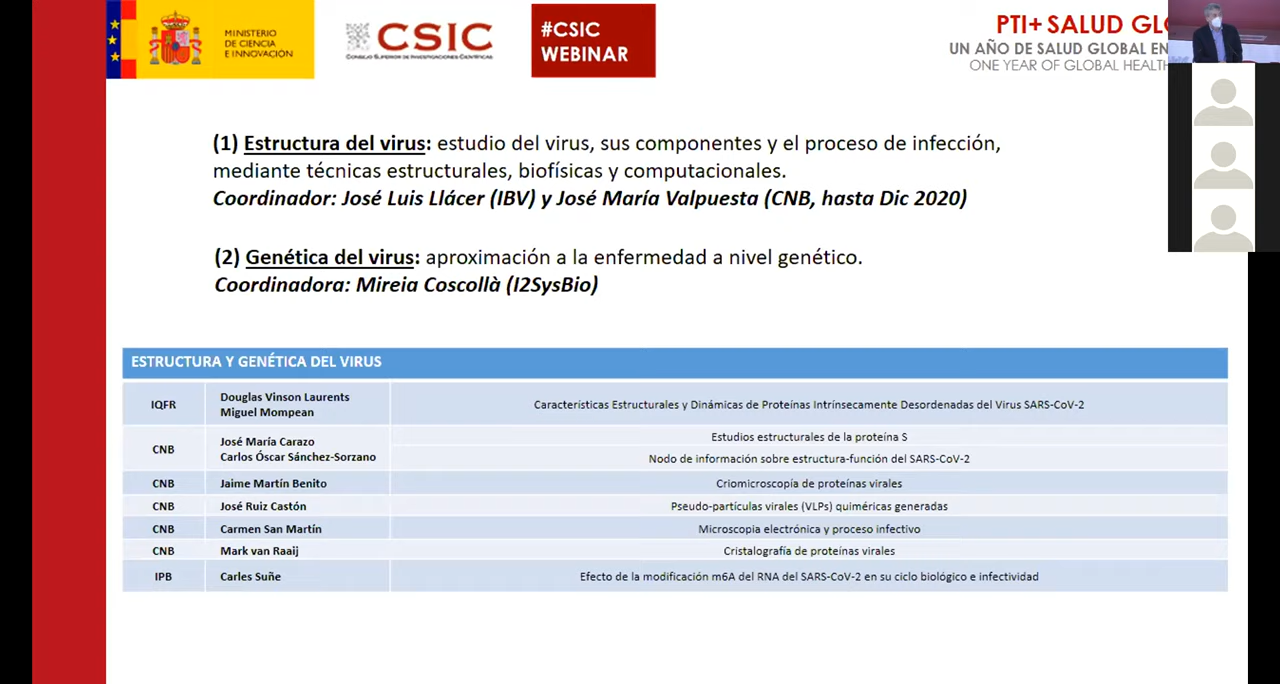 MINISTERIO
DE CIENCIA
E INNOVACIÓN
CSIC
CONSEJO SUPERIOR DE INVESTIGACIONES CIENTÍFICAS
#CSIC
WEBINAR
PTI+ SALUD
UN AÑO DE SALUD GLOBAL EN
ONE YEAR OF GLOBAL HEALTH
(1) Estructura del virus: estudio del virus, sus componentes y el proceso de infección,
mediante técnicas estructurales, biofísicas y computacionales.
Coordinador: José Luis Llácer (IBV) y José María Valpuesta (CNB, hasta Dic 2020)
(2) Genética del virus: aproximación a la enfermedad a nivel genético.
Coordinadora: Mireia Coscollà (I2SysBio)
ESTRUCTURA Y GENÉTICA DEL VIRUS
IQFR
Douglas Vinson Laurents
Miguel Mompean
Características Estructurales y Dinámicas de Proteínas Intrínsecamente Desordenadas del Virus SARS-CoV-2
CNB
José María Carazo
Carlos Óscar Sánchez-Sorzano
Estudios estructurales de la proteína S
Nodo de información sobre estructura-función del SARS-CoV-2
CNB
Jaime Martín Benito
Criomicroscopía de proteínas virales
CNB
José Ruiz Castón
Pseudo-partículas virales (VLPs) quiméricas generadas
CNB
Carmen San Martín
Microscopia electrónica y proceso infectivo
CNB
Mark van Raaij
Cristalografía de proteínas virales
IPB
Carles Suñe
Efecto de la modificación m6A del RNA del SARS-CoV-2 en su ciclo biológico e infectividad